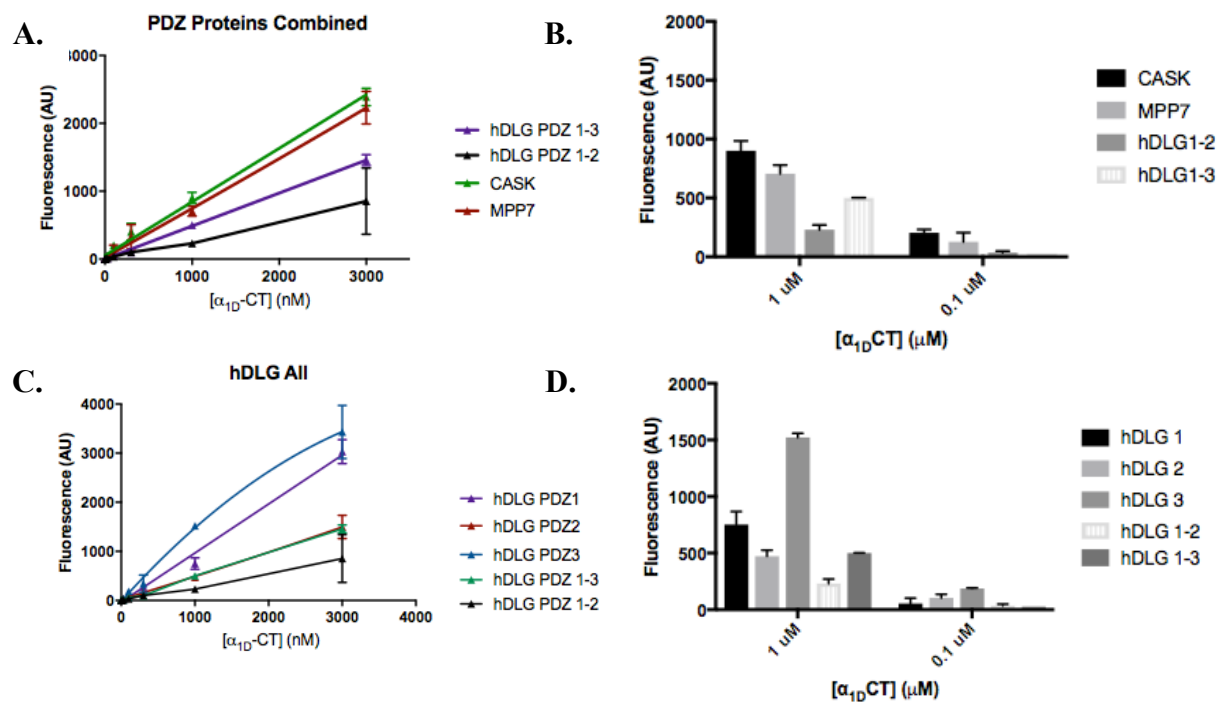 A.
PDZ Proteins Combined
Fluorescence (AU)
3000
2000
1000
0
0
1000
2000
3000
[α1D-CT] (nM)
hDLG PDZ 1-3
hDLG PDZ 1-2
CASK
MPP7
B.
Fluorescence (AU)
2000
1500
1000
500
0
1 uM
0.1 uM
[α1DCT] (μM)
CASK
MPP7
hDLG1-2
hDLG1-3
C.
hDLG All
Fluorescence (AU)
4000
3000
2000
1000
0
0
1000
2000
3000
4000
[α1D-CT] (nM)
hDLG PDZ1
hDLG PDZ2
hDLG PDZ3
hDLG PDZ 1-3
hDLG PDZ 1-2
D.
Fluorescence (AU)
2000
1500
1000
500
0
1 uM
0.1 uM
[α1DCT] (μM)
hDLG 1
hDLG 2
hDLG 3
hDLG 1-2
hDLG 1-3